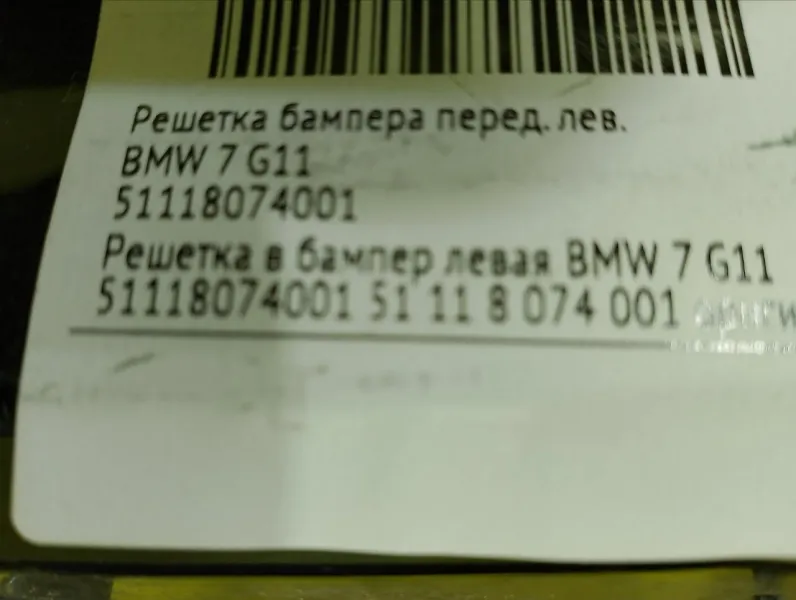 Решетка бампера перед. лев.
BMW 7 G11
51118074001
Решетка в бампер левая BMW 7 G11
51118074001 51 11 8 074 001